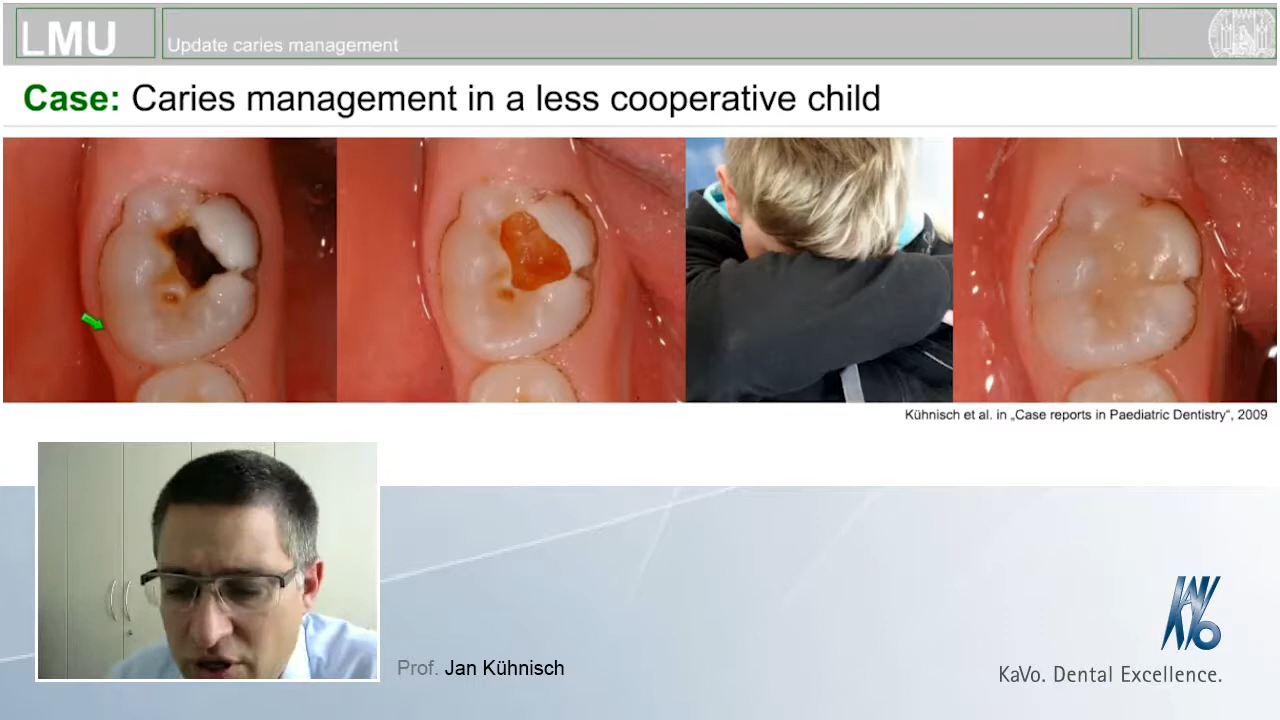 LMU
Update caries management
Case: Caries management in a less cooperative child
Kühnisch et al. in „Case reports in Paediatric Dentistry“, 2009
Prof. Jan Kühnisch
KaVo
KaVo. Dental Excellence.